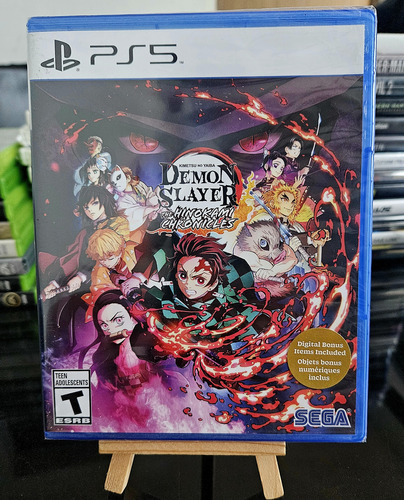 PS5
KIMETSU NO YAIBA
DEMON
SLAYER
THE HINOKAMI
CHRONICLES
Digital Bonus
Items Included
Objets bonus
numériques
inclus
TEEN
ADOLESCENTS
T
ESRB
SEGA